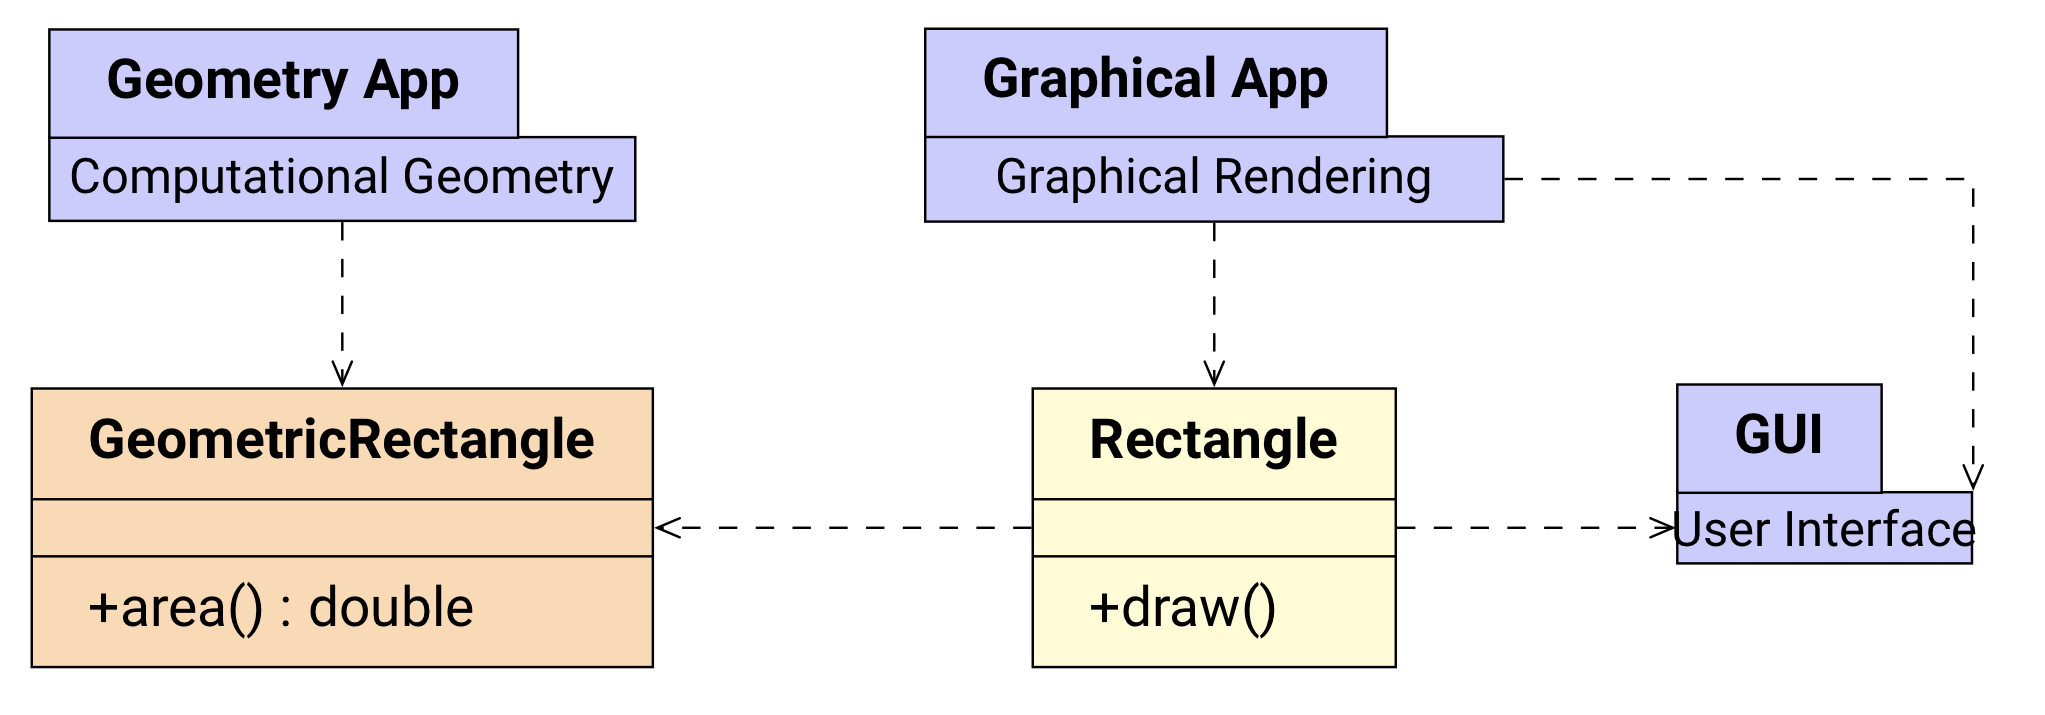 Geometry App
Computational Geometry
Graphical App
Graphical Rendering
GeometricRectangle
+area() : double
Rectangle
+draw()
GUI
User Interface